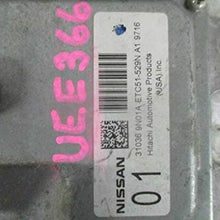 UEE366
31036 9N01A ETC51-529N A1 9716
Hitachi Automotive Products
(USA) Inc.
NISSAN
01